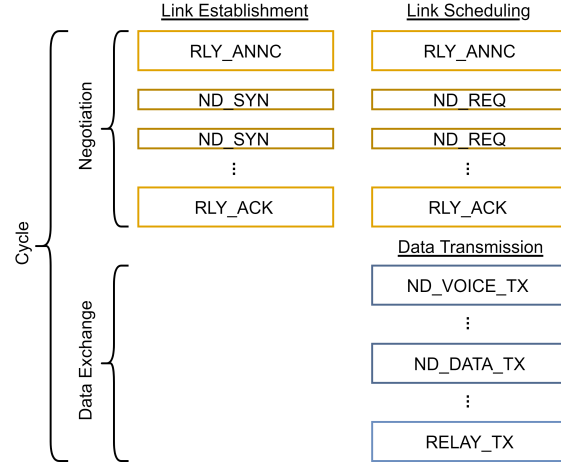 Link Establishment
Link Scheduling
Cycle
Negotiation
RLY_ANNC
RLY_ANNC
ND_SYN
ND_REQ
ND_SYN
ND_REQ
...
...
RLY_ACK
RLY_ACK
Data Transmission
Data Exchange
ND_VOICE_TX
...
ND_DATA_TX
...
RELAY_TX